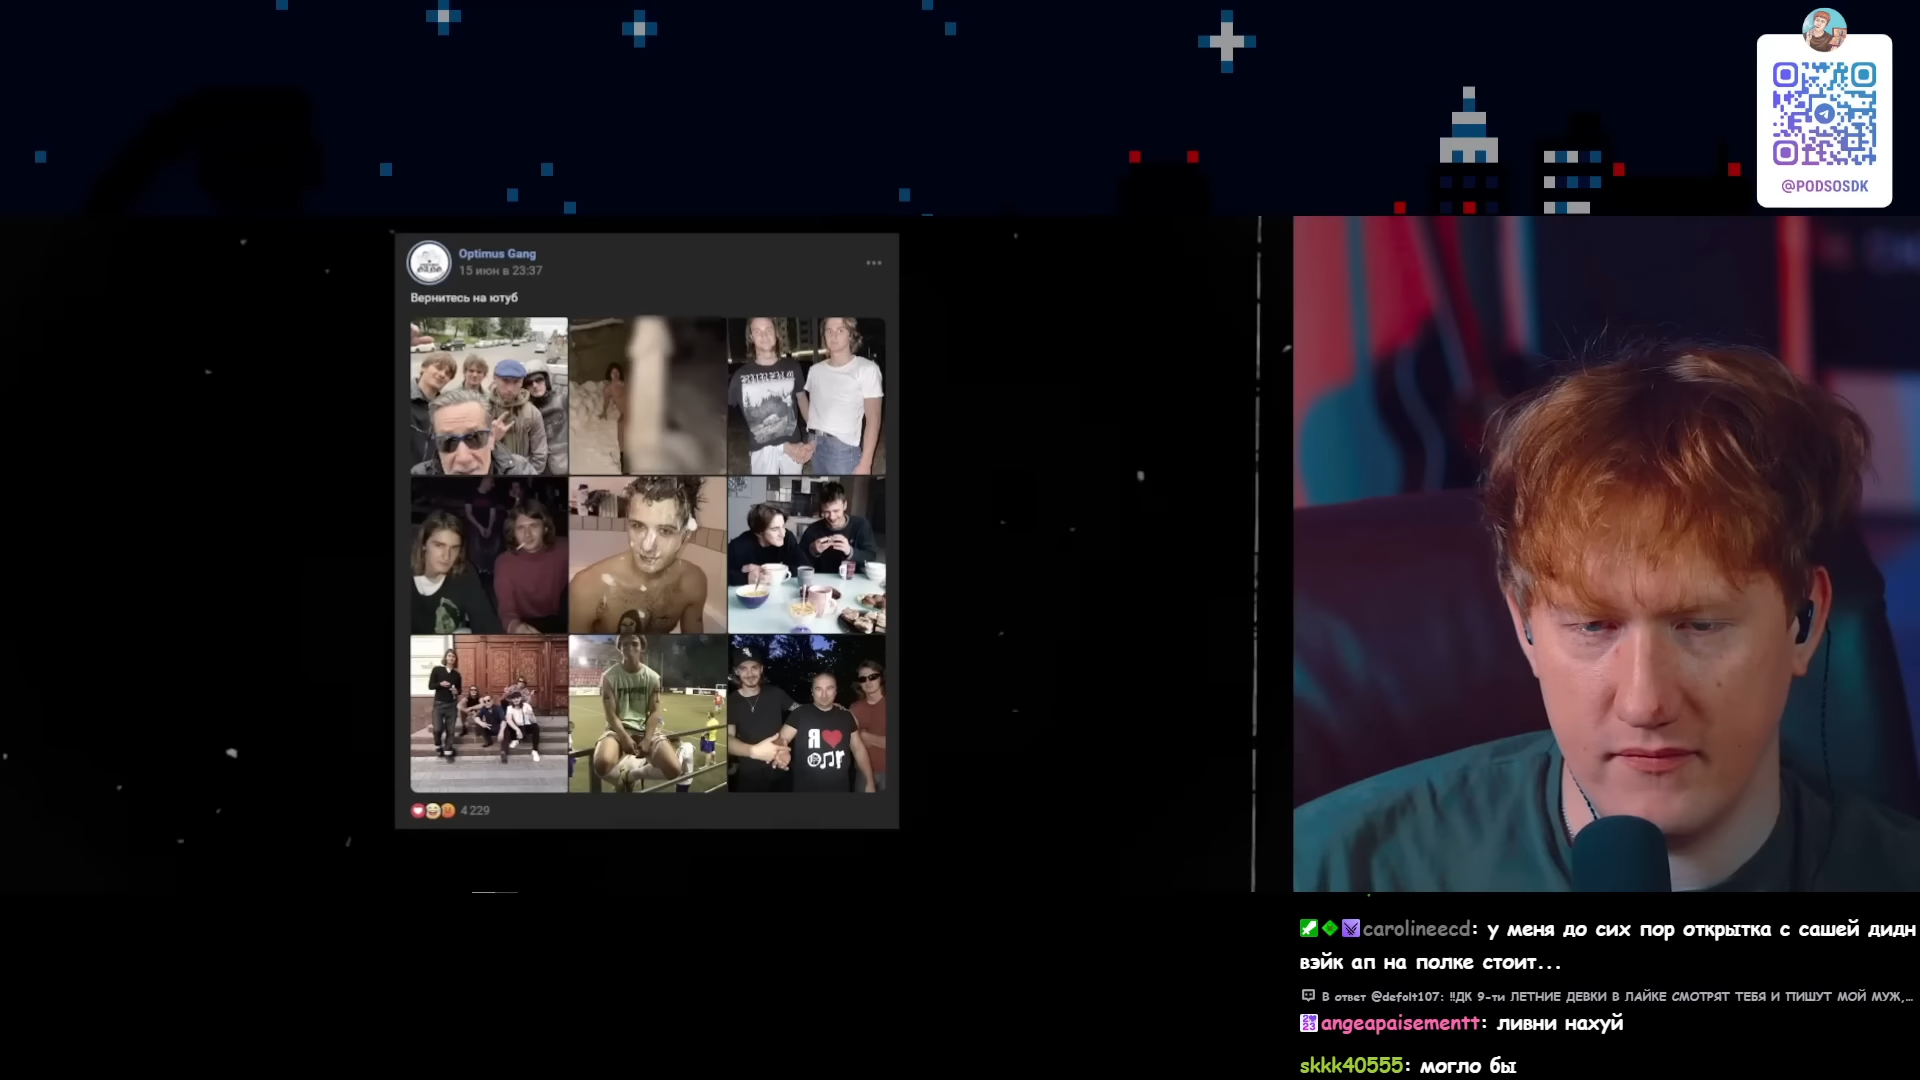 @PODSOSDK
Optimus Gang
15 июн в 23:37
Вернитесь на ютуб
Я
4 229
carolineecd: у меня до сих пор открытка с сашей дидн
вэйк ап на полке стоит...
В ответ @defolt107: !!ДК 9-ти ЛЕТНИЕ ДЕВКИ В ЛАЙКЕ СМОТРЯТ ТЕБЯ И ПИШУТ МОЙ МУЖ,...
angeapaisementt: ливни нахуй
skkk40555: могло бы